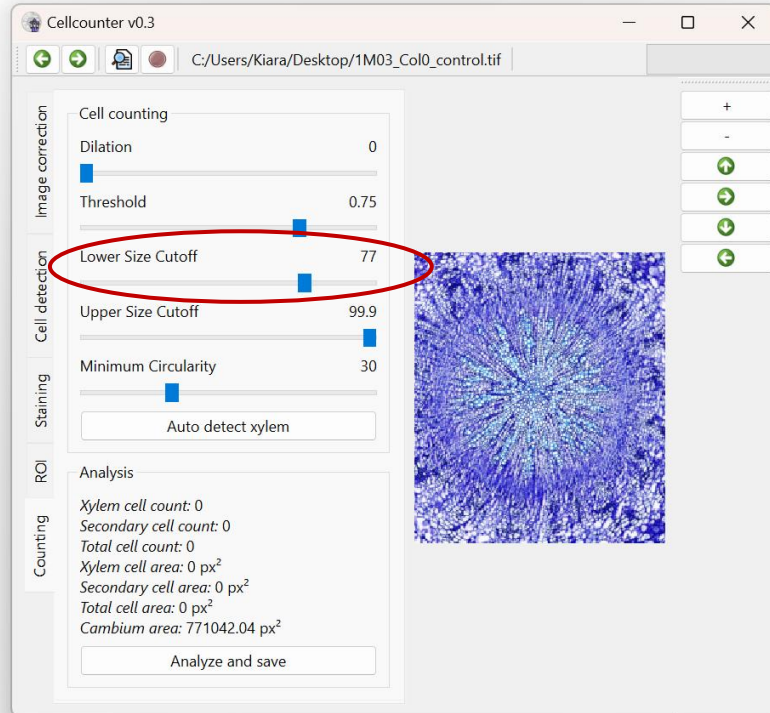 Cellcounter v0.3
C:/Users/Kiara/Desktop/1M03_Col0_control.tif
Image correction
Cell detection
Staining
ROI
Counting
Cell counting
Dilation 0
Threshold 0.75
Lower Size Cutoff 77
Upper Size Cutoff 99.9
Minimum Circularity 30
Auto detect xylem
Analysis
Xylem cell count: 0
Secondary cell count: 0
Total cell count: 0
Xylem cell area: 0 px²
Secondary cell area: 0 px²
Total cell area: 0 px²
Cambium area: 771042.04 px²
Analyze and save
+
-